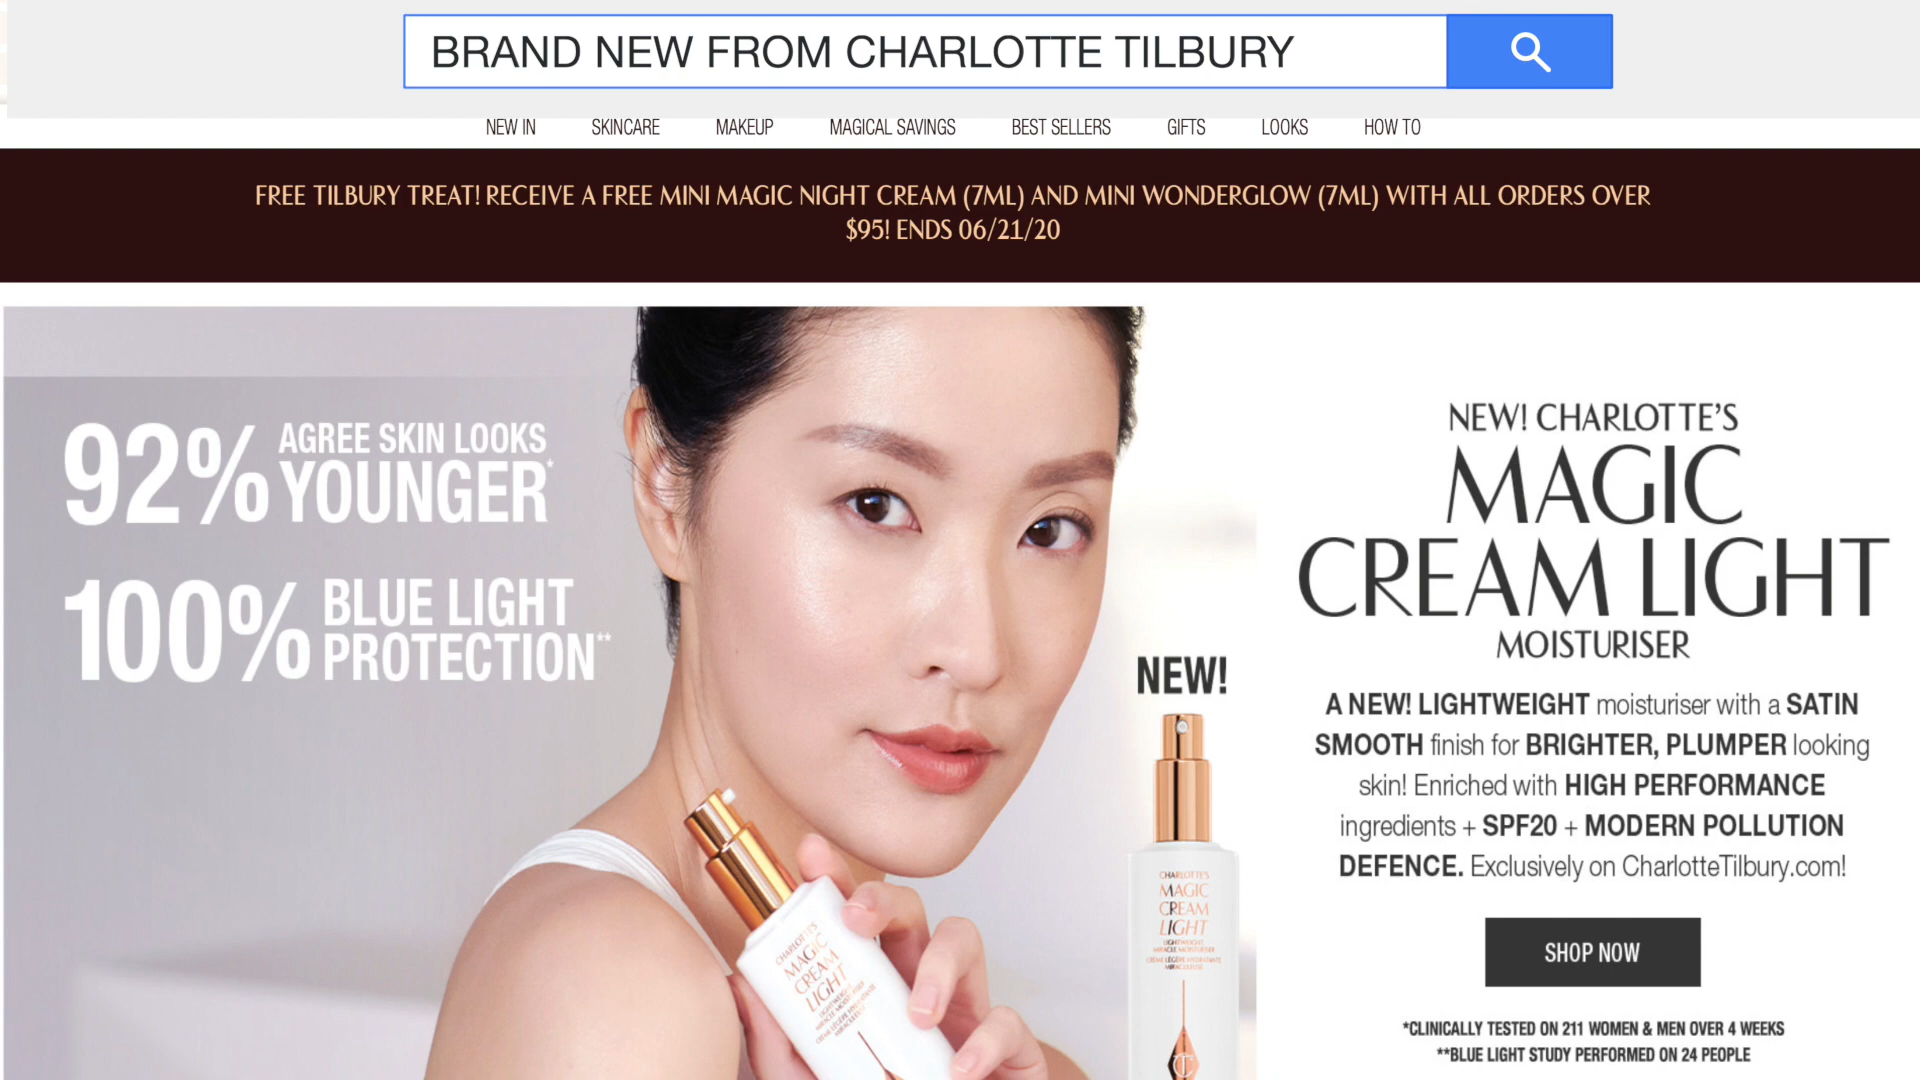 BRAND NEW FROM CHARLOTTE TILBURY
NEW IN SKINCARE MAKEUP MAGICAL SAVINGS BEST SELLERS GIFTS LOOKS HOW TO
FREE TILBURY TREAT! RECEIVE A FREE MINI MAGIC NIGHT CREAM (7ML) AND MINI WONDERGLOW (7ML) WITH ALL ORDERS OVER
$95! ENDS 06/21/20
92% AGREE SKIN LOOKS
YOUNGER*
100% BLUE LIGHT
PROTECTION**
NEW!
CHARLOTTE'S
MAGIC
CREAM
LIGHT
CHARLOTTE'S
MAGIC
CREAM
LIGHT
NEW! CHARLOTTE'S
MAGIC
CREAM LIGHT
MOISTURISER
A NEW! LIGHTWEIGHT moisturiser with a SATIN
SMOOTH finish for BRIGHTER, PLUMPER looking
skin! Enriched with HIGH PERFORMANCE
ingredients + SPF20 + MODERN POLLUTION
DEFENCE. Exclusively on CharlotteTilbury.com!
SHOP NOW
*CLINICALLY TESTED ON 211 WOMEN & MEN OVER 4 WEEKS
**BLUE LIGHT STUDY PERFORMED ON 24 PEOPLE